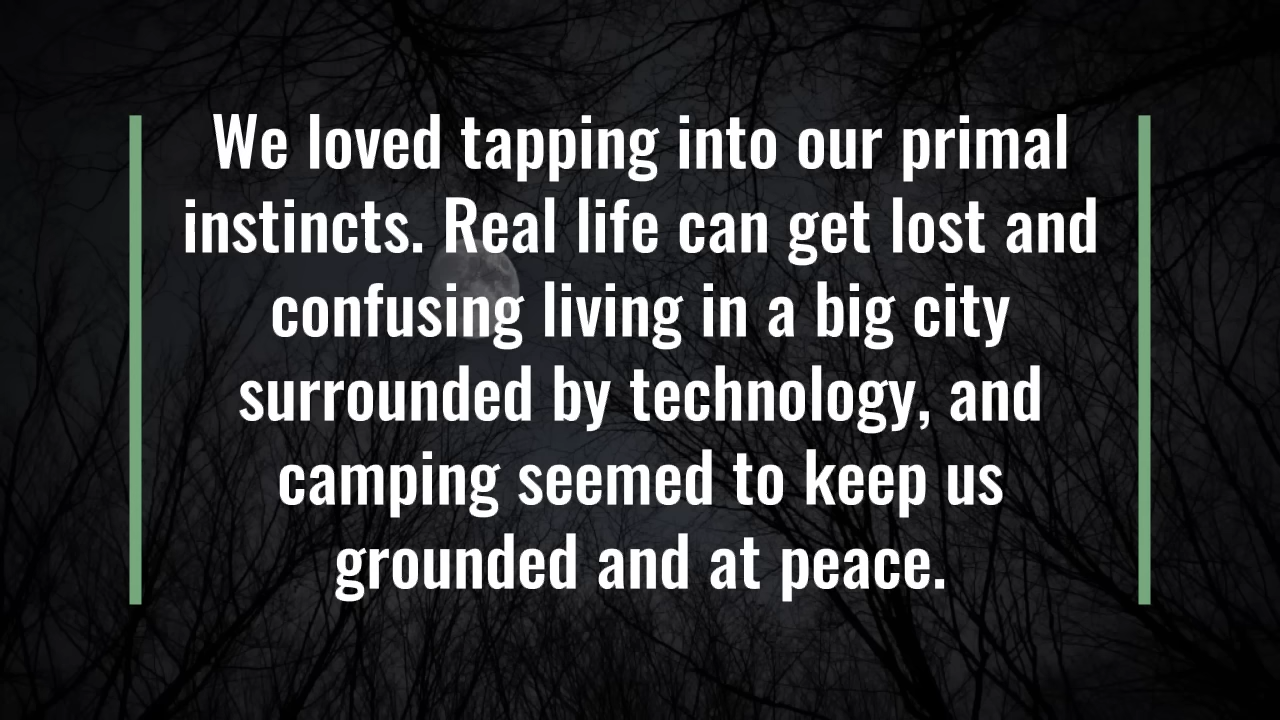 We loved tapping into our primal
instincts. Real life can get lost and
confusing living in a big city
surrounded by technology, and
camping seemed to keep us
grounded and at peace.